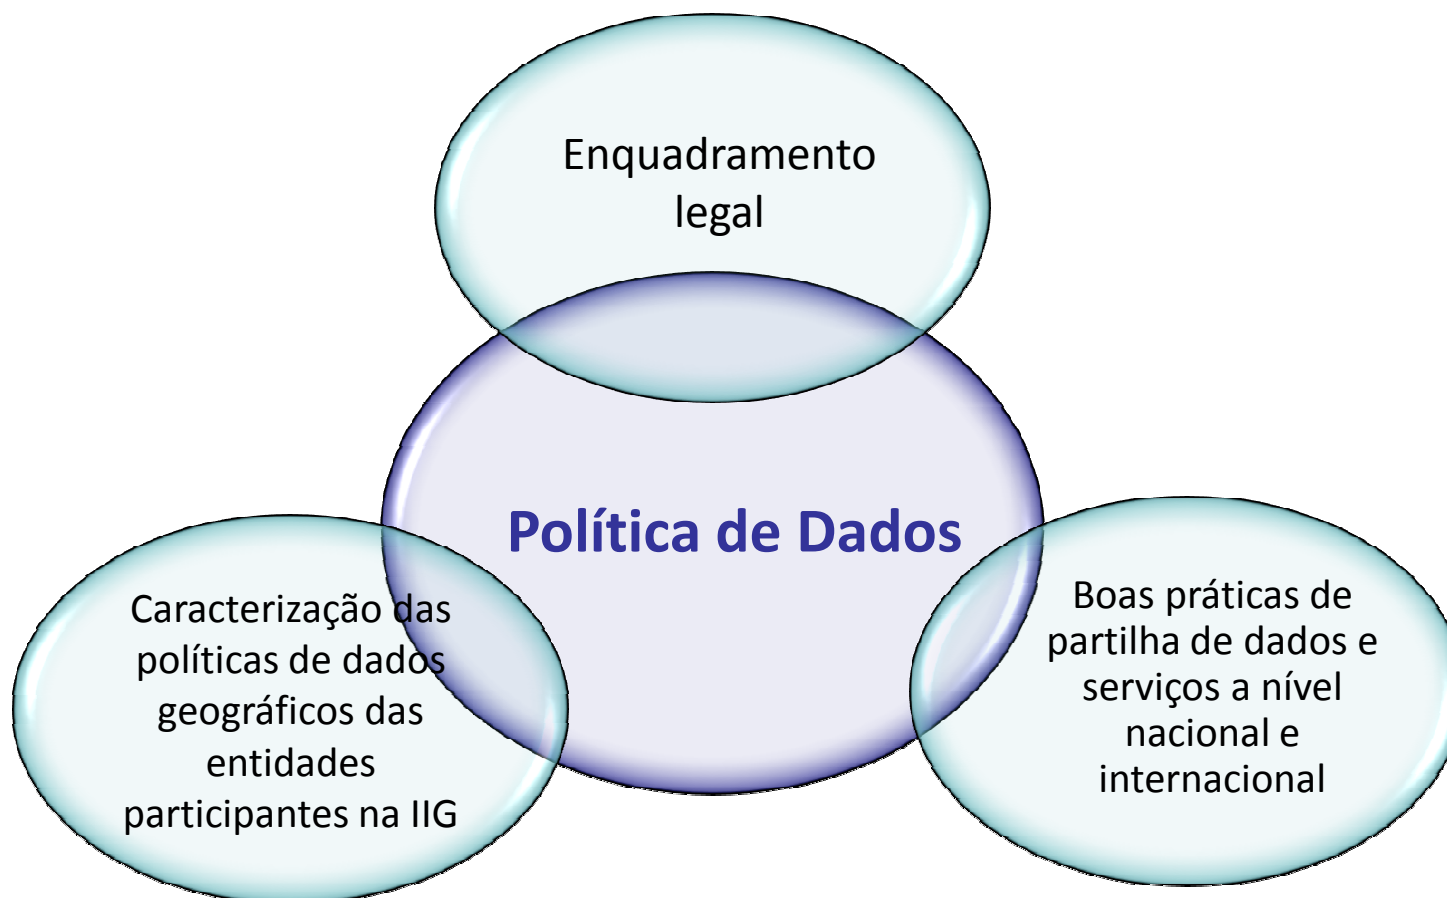 Enquadramento
legal
Política de Dados
Caracterização das
políticas de dados
geográficos das
entidades
participantes na IIG
Boas práticas de
partilha de dados e
serviços a nível
nacional e
internacional